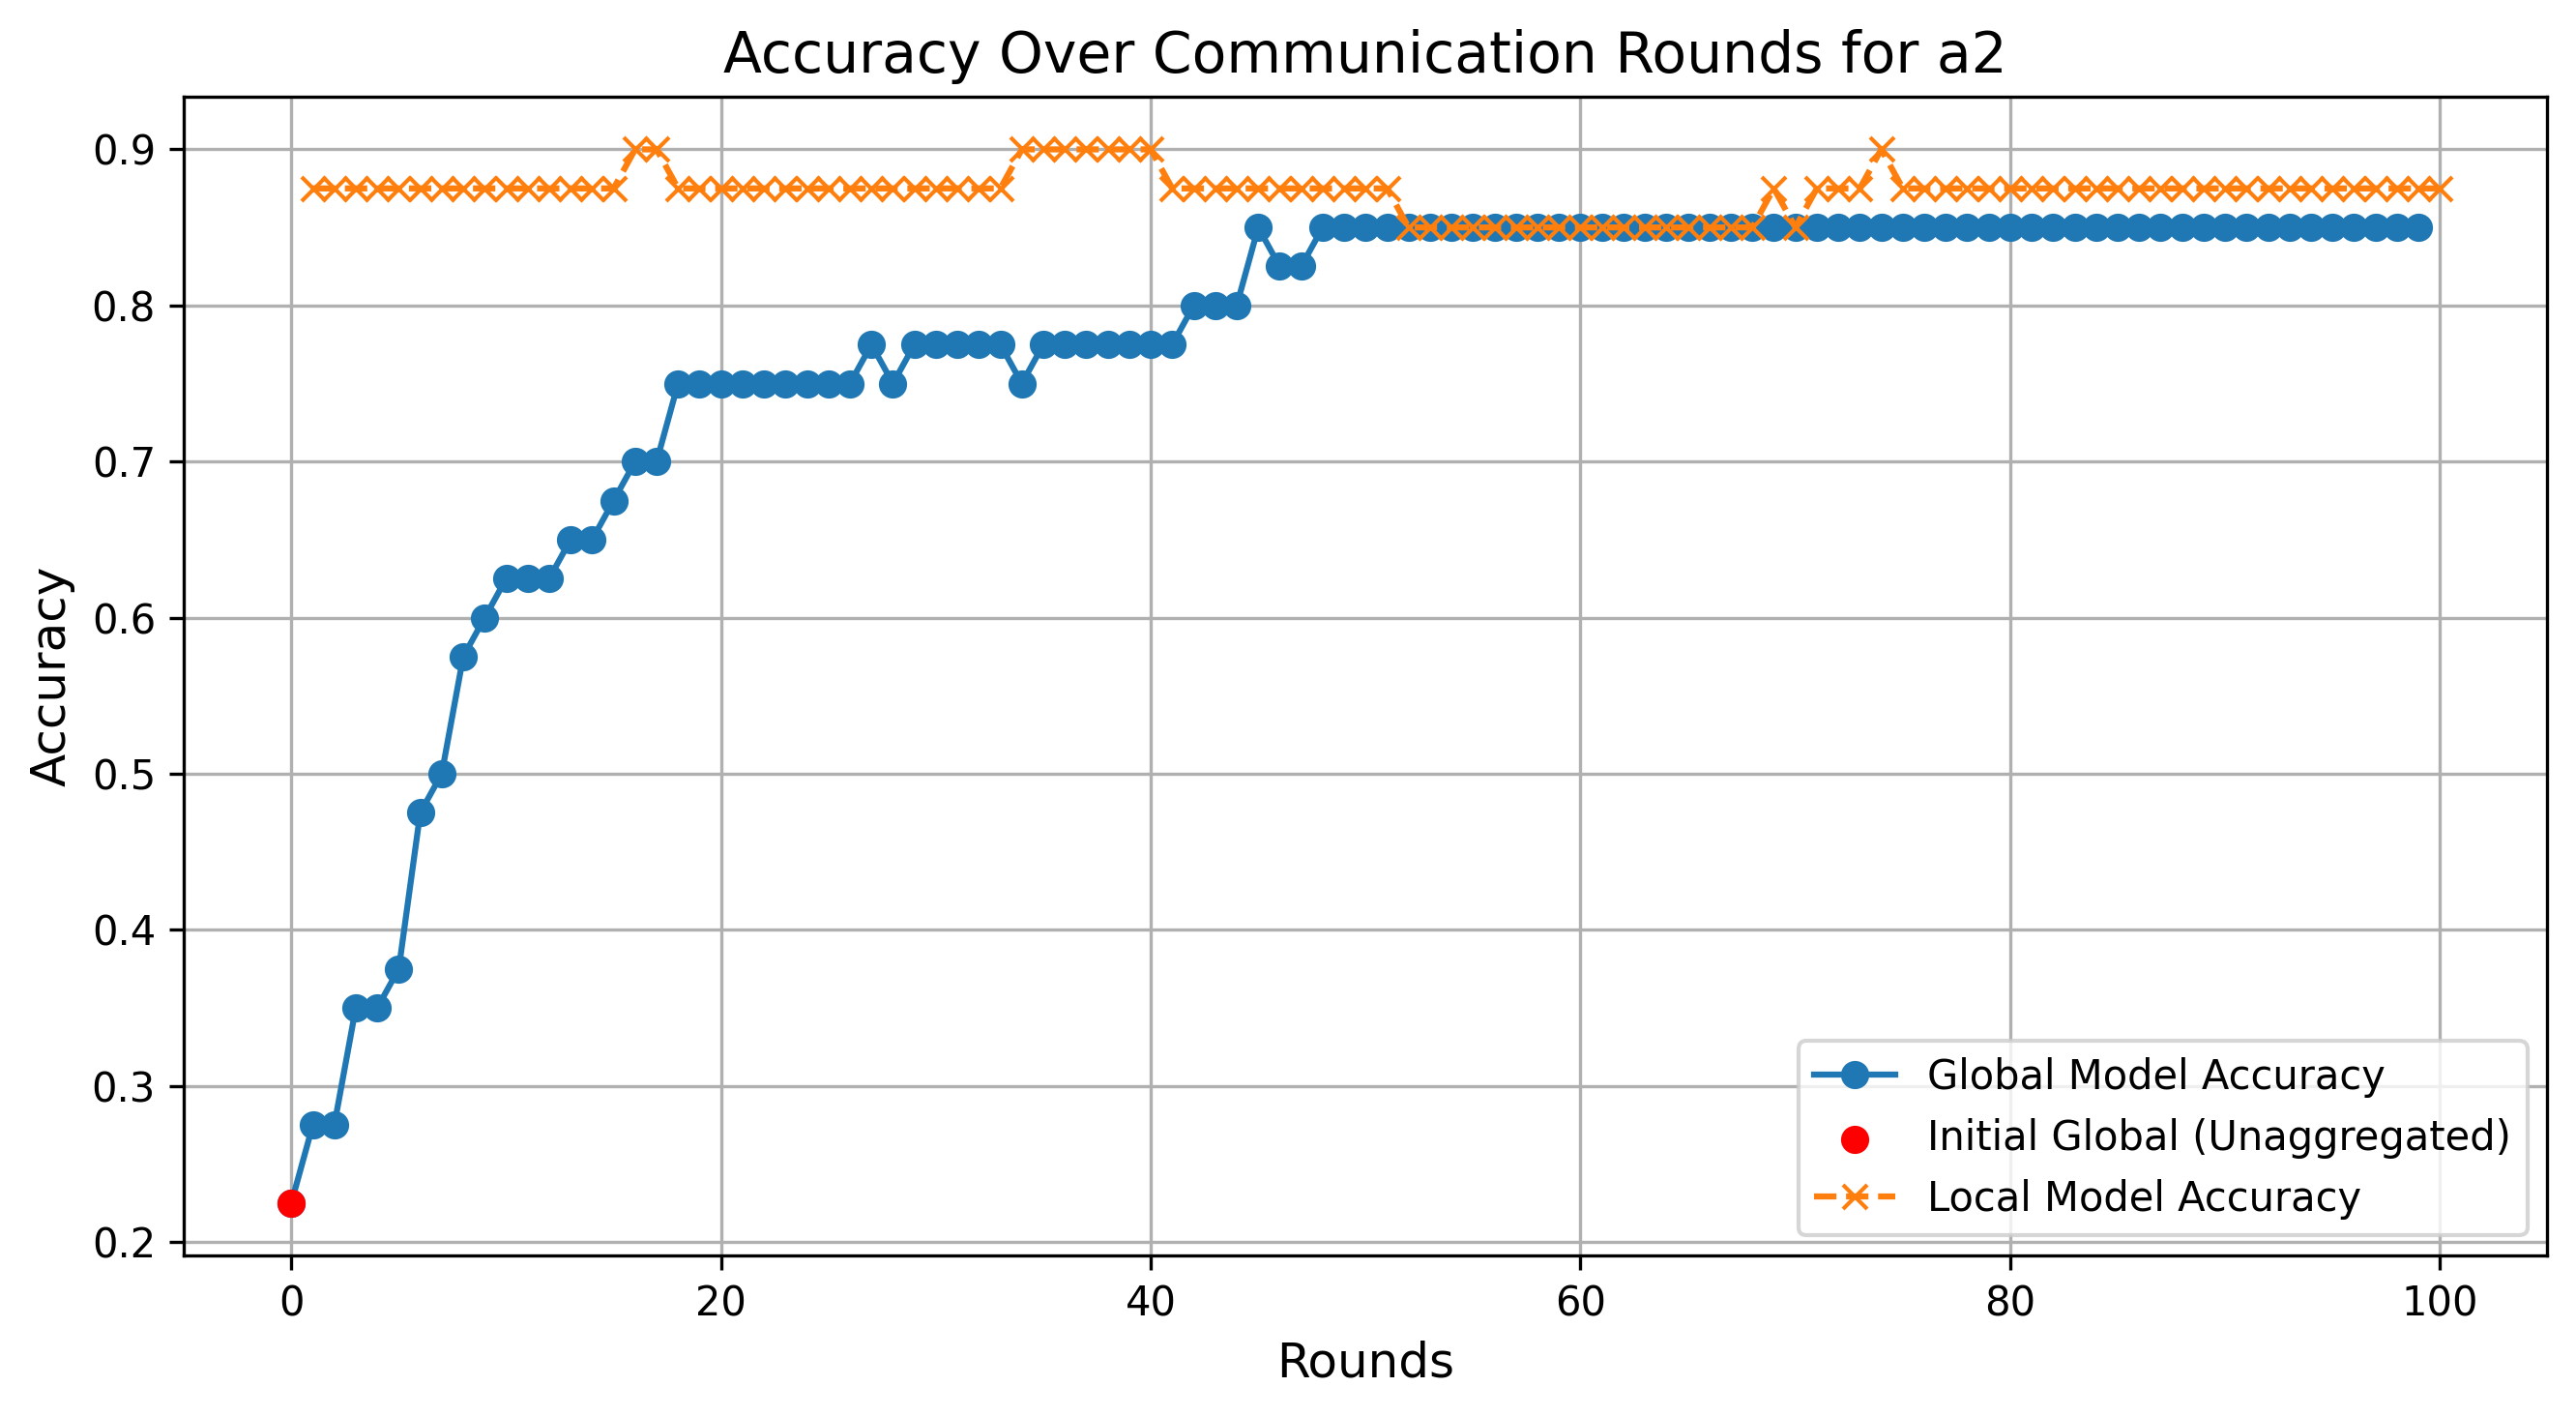 Accuracy Over Communication Rounds for a2
Accuracy
0.9
0.8
0.7
0.6
0.5
0.4
0.3
0.2
0 20 40 60 80 100
Rounds
Global Model Accuracy
Initial Global (Unaggregated)
Local Model Accuracy